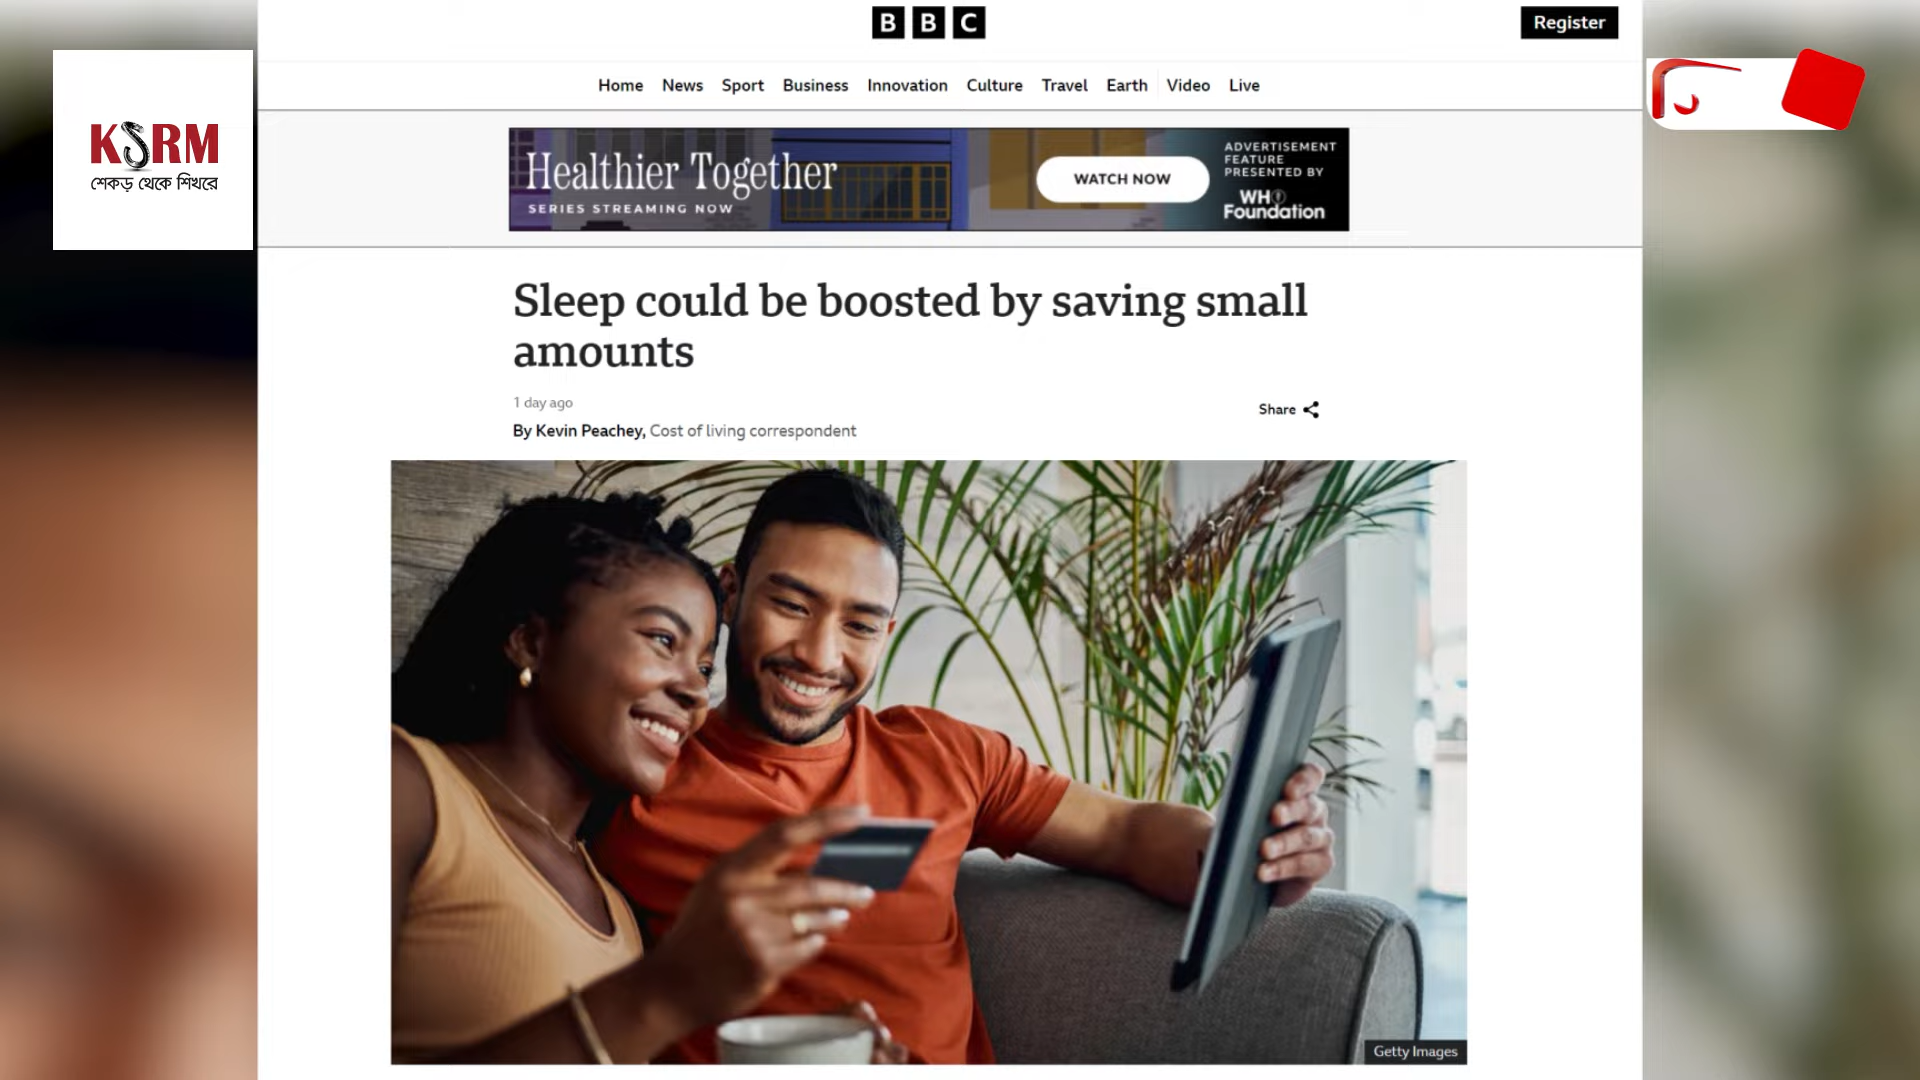 BBC
Register
Home News Sport Business Innovation Culture Travel Earth Video Live
KSRM
শেকড় থেকে শিখরে
Healthier Together
SERIES STREAMING NOW
WATCH NOW
ADVERTISEMENT
FEATURE
PRESENTED BY
WHO
Foundation
Sleep could be boosted by saving small
amounts
1 day ago
Share
By Kevin Peachey, Cost of living correspondent
Getty Images